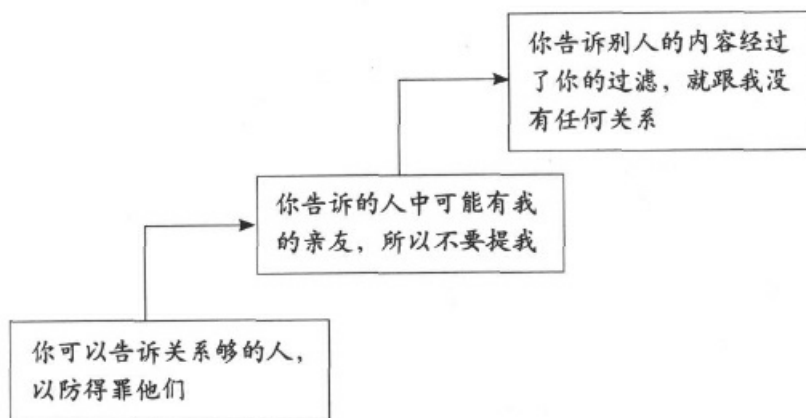 你告诉别人的内容经过
了你的过滤，就跟我没
有任何关系
你告诉的人中可能有我
的亲友，所以不要提我
你可以告诉关系够的人，
以防得罪他们